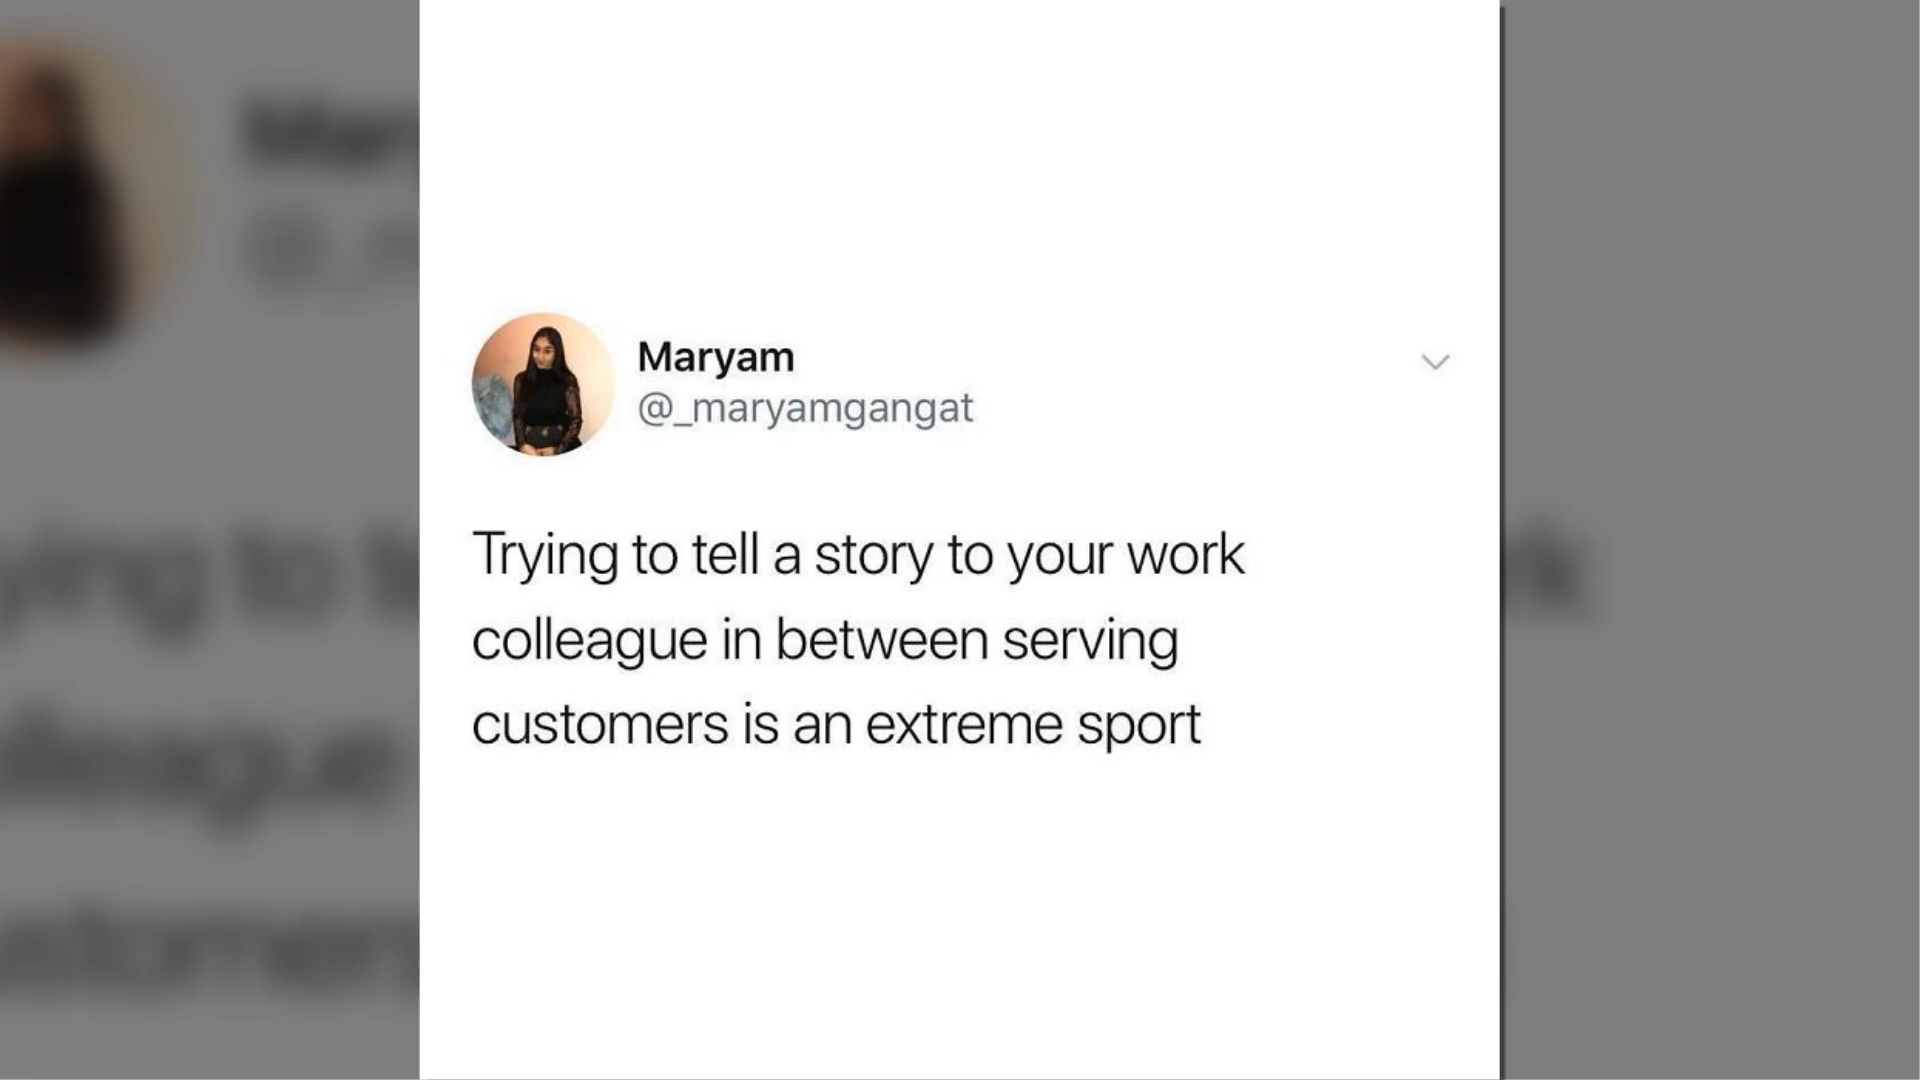 Maryam
@_maryamgangat
Trying to tell a story to your work
colleague in between serving
customers is an extreme sport